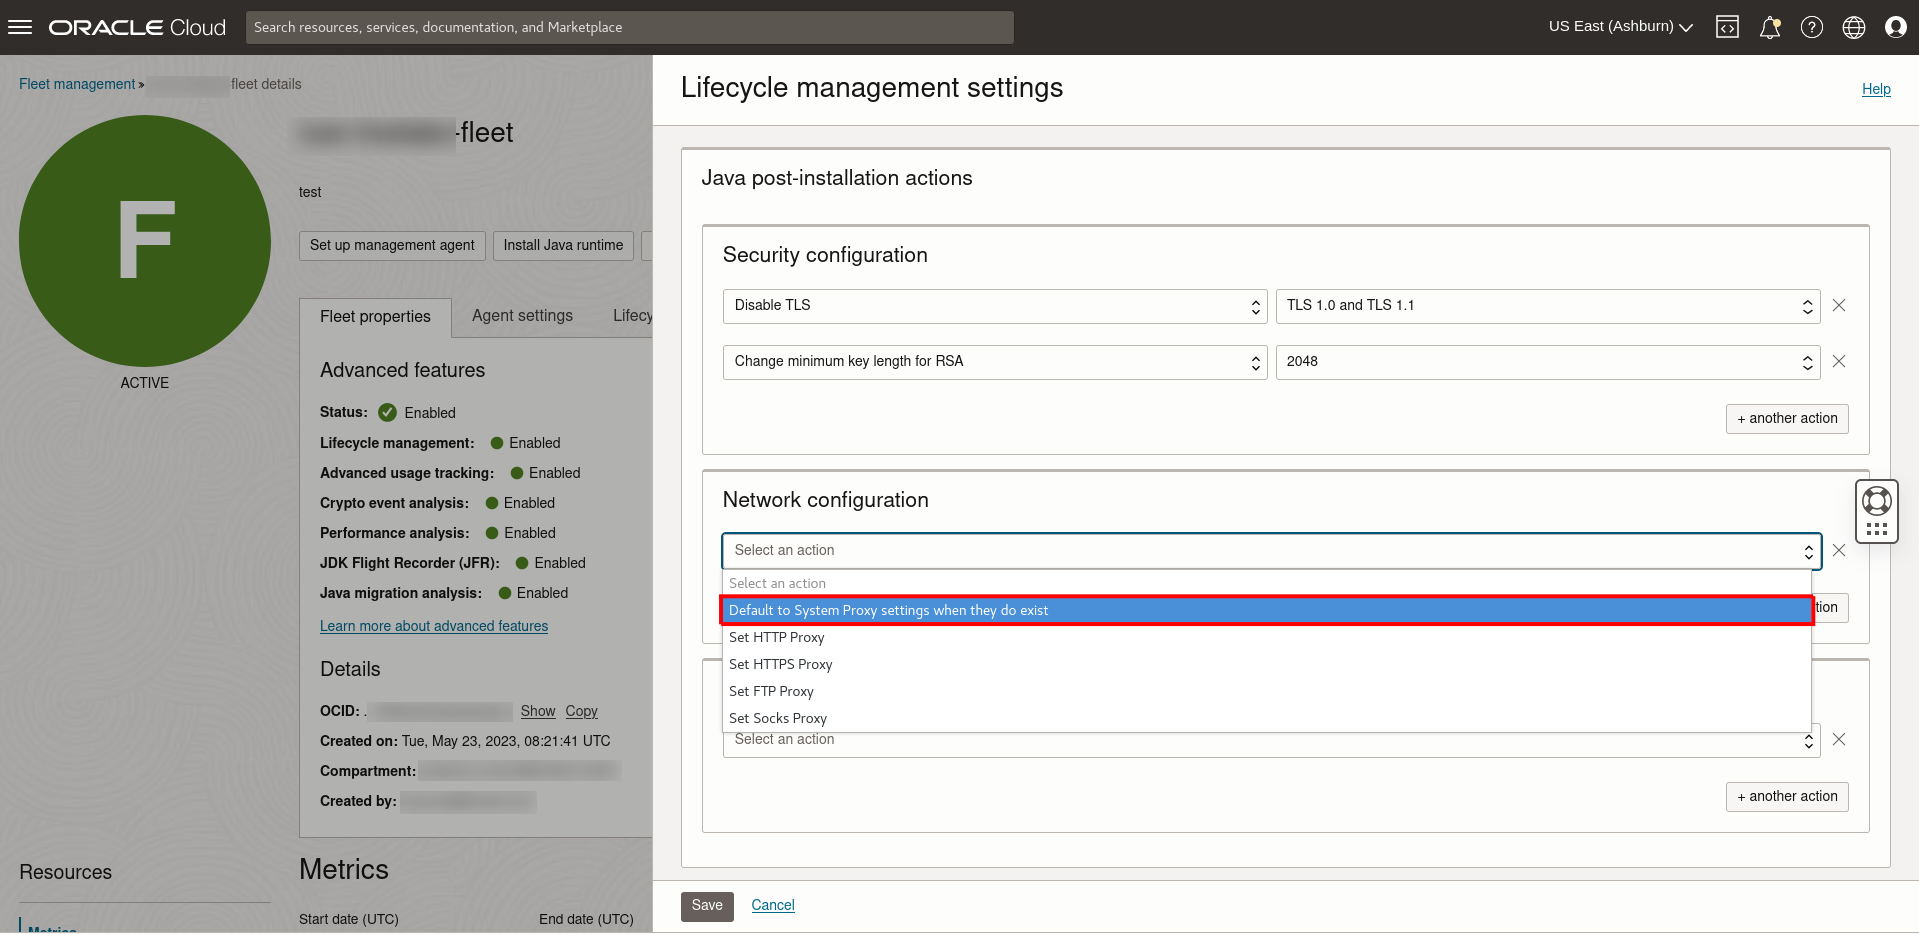 ORACLE Cloud
Search resources, services, documentation, and Marketplace
US East (Ashburn)
Fleet management » fleet details
F
ACTIVE
-fleet
test
Set up management agent
Install Java runtime
Fleet properties
Agent settings
Lifecy
Advanced features
Status: Enabled
Lifecycle management: Enabled
Advanced usage tracking: Enabled
Crypto event analysis: Enabled
Performance analysis: Enabled
JDK Flight Recorder (JFR): Enabled
Java migration analysis: Enabled
Learn more about advanced features
Details
OCID: . Show Copy
Created on: Tue, May 23, 2023, 08:21:41 UTC
Compartment:
Created by:
Resources
Metrics
Metrics
Start date (UTC)
End date (UTC)
Lifecycle management settings
Help
Java post-installation actions
Security configuration
Disable TLS
TLS 1.0 and TLS 1.1
Change minimum key length for RSA
2048
+ another action
Network configuration
Select an action
Select an action
Default to System Proxy settings when they do exist
tion
Set HTTP Proxy
Set HTTPS Proxy
Set FTP Proxy
Set Socks Proxy
Select an action
+ another action
Save
Cancel